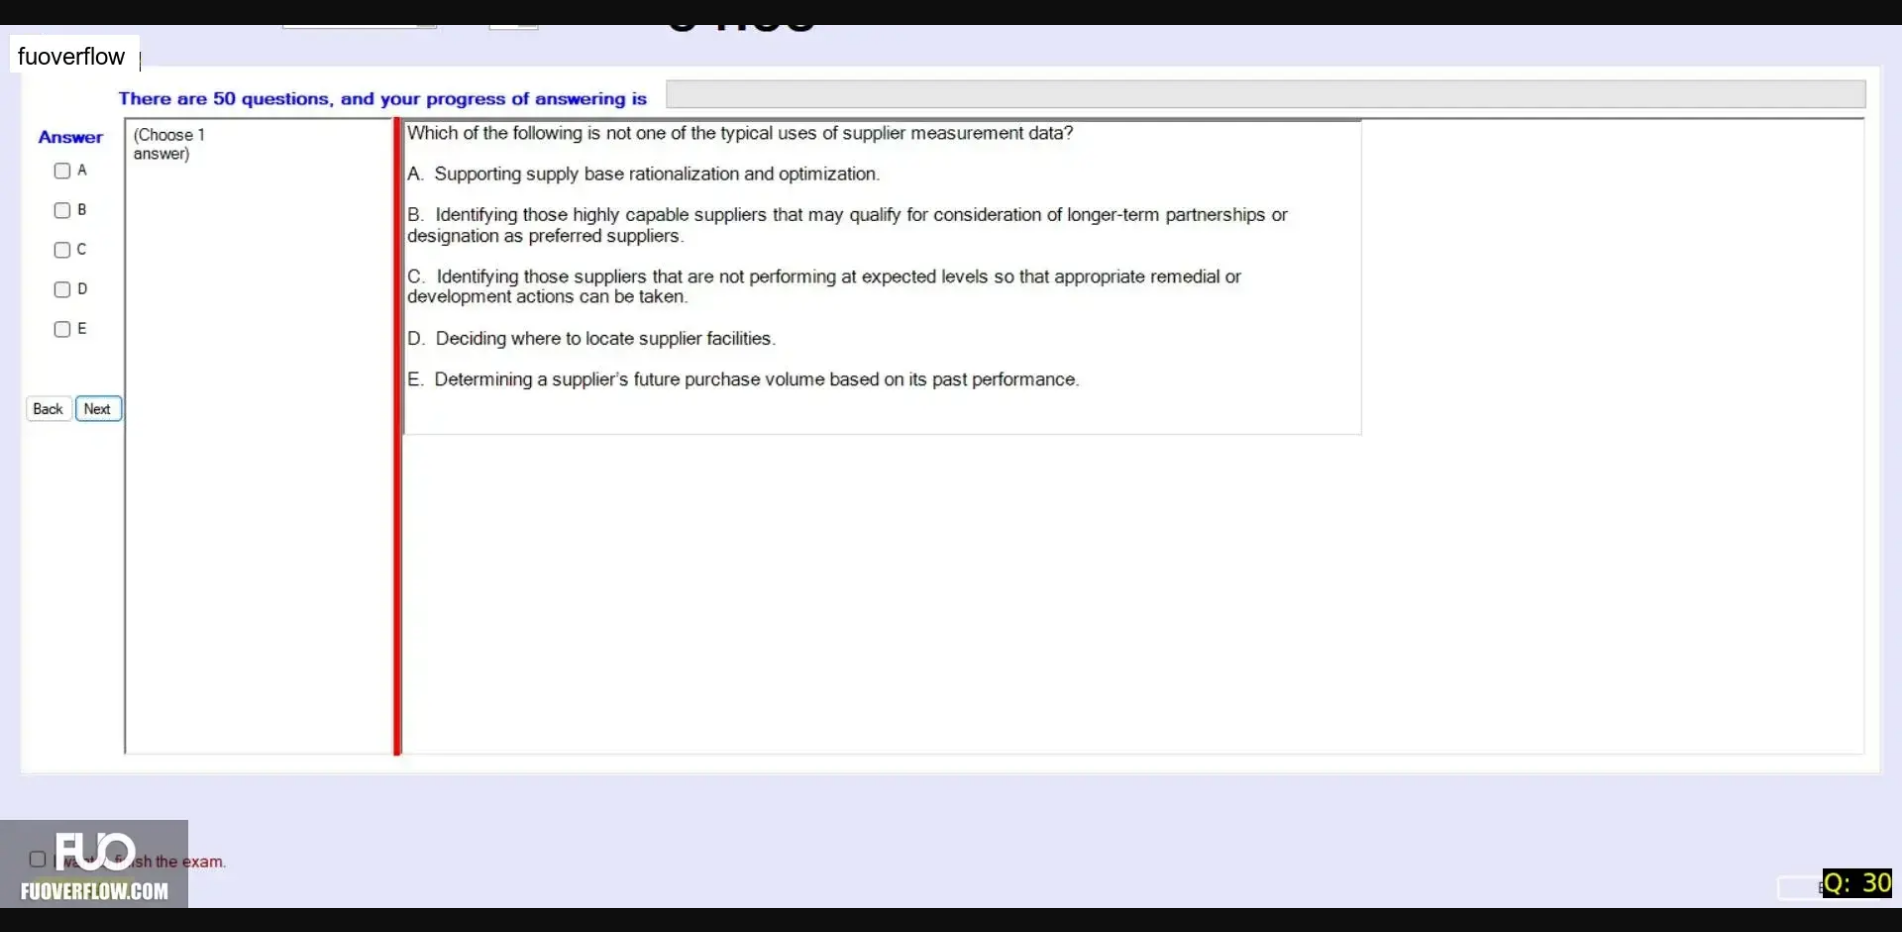 fuoverflow
There are 50 questions, and your progress of answering is
Answer
(Choose 1
answer)
A
B
C
D
E
Back Next
Which of the following is not one of the typical uses of supplier measurement data?
A. Supporting supply base rationalization and optimization.
B. Identifying those highly capable suppliers that may qualify for consideration of longer-term partnerships or
designation as preferred suppliers.
C. Identifying those suppliers that are not performing at expected levels so that appropriate remedial or
development actions can be taken.
D. Deciding where to locate supplier facilities.
E. Determining a supplier's future purchase volume based on its past performance.
FUO
the exam.
FUOVERFLOW.COM
Q: 30